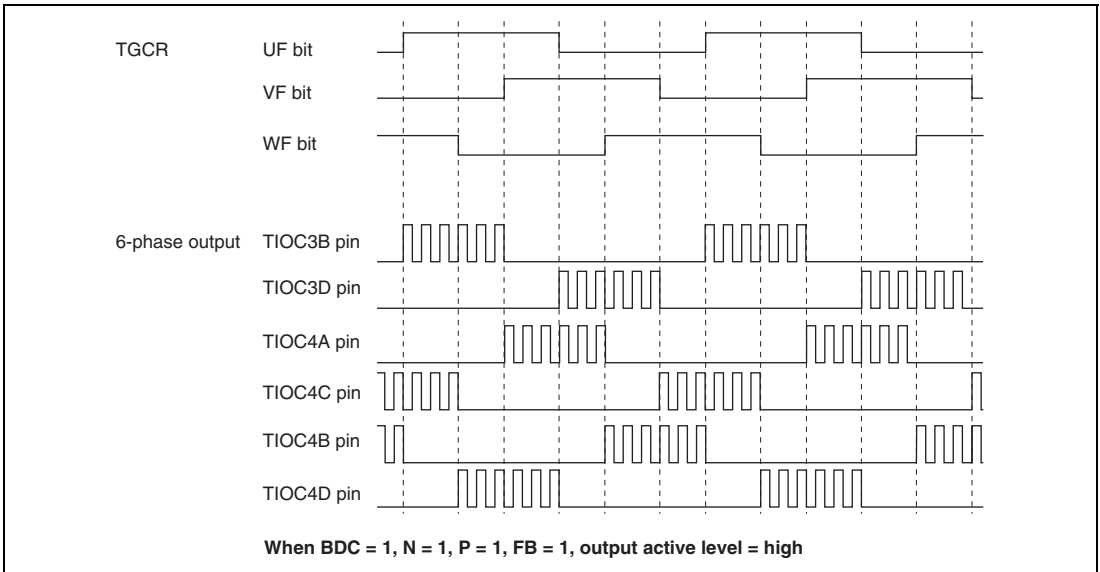 TGCR UF bit
VF bit
WF bit
6-phase output TIOC3B pin
TIOC3D pin
TIOC4A pin
TIOC4C pin
TIOC4B pin
TIOC4D pin
When BDC = 1, N = 1, P = 1, FB = 1, output active level = high